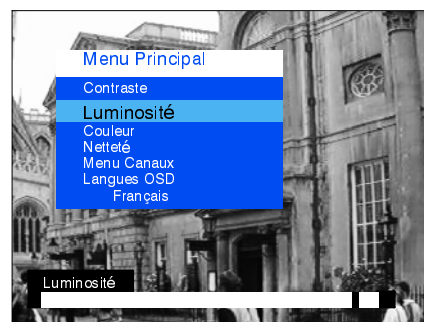 Menu Principal
Contraste
Luminosité
Couleur
Netteté
Menu Canaux
Langues OSD
Français
Luminosité